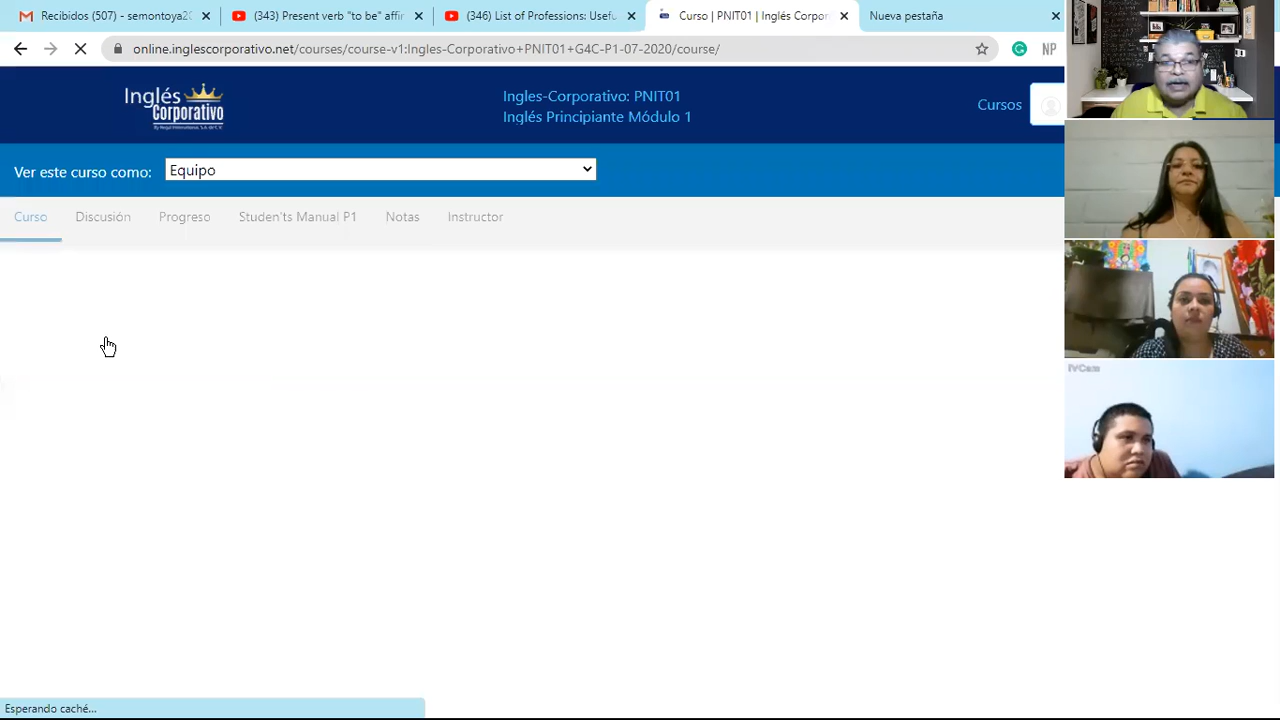 Recibidos (507) - semontoya20
(343) Present verb "to be"
(346) List of Professions: Usefu
Curso | PNIT01 | Inglés Corpor
Nueva pestaña
online.inglescorporativo.net/courses/course-v1:Ingles-Corporativo+PNIT01+G4C-P1-07-2020/course/
NP
Inglés
Corporativo
Ingles-Corporativo: PNIT01
Inglés Principiante Módulo 1
Cursos
Ver este curso como:
Equipo
Curso
Discusión
Progreso
Studen'ts Manual P1
Notas
Instructor
iVCam
Esperando caché...